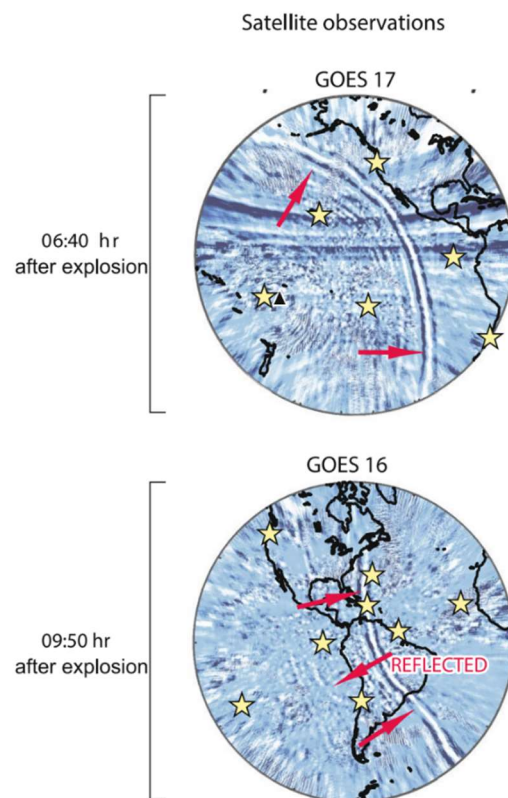 Satellite observations
GOES 17
06:40 hr
after explosion
GOES 16
09:50 hr
after explosion
REFLECTED